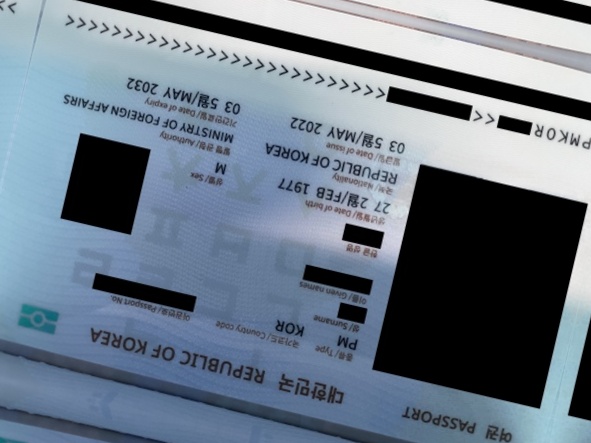 여권 PASSPORT
대한민국 REPUBLIC OF KOREA
종류/ Type
PM
국가코드/ Country code
KOR
여권번호/ Passport No.
성/ Surname
이름/ Given names
한글성명
생년월일/ Date of birth
27 2월/FEB 1977
성별/ Sex
M
국적/ Nationality
REPUBLIC OF KOREA
발행관청/ Authority
MINISTRY OF FOREIGN AFFAIRS
발급일/ Date of issue
03 5월/MAY 2022
기간만료일/ Date of expiry
03 5월/MAY 2032
PMKOR